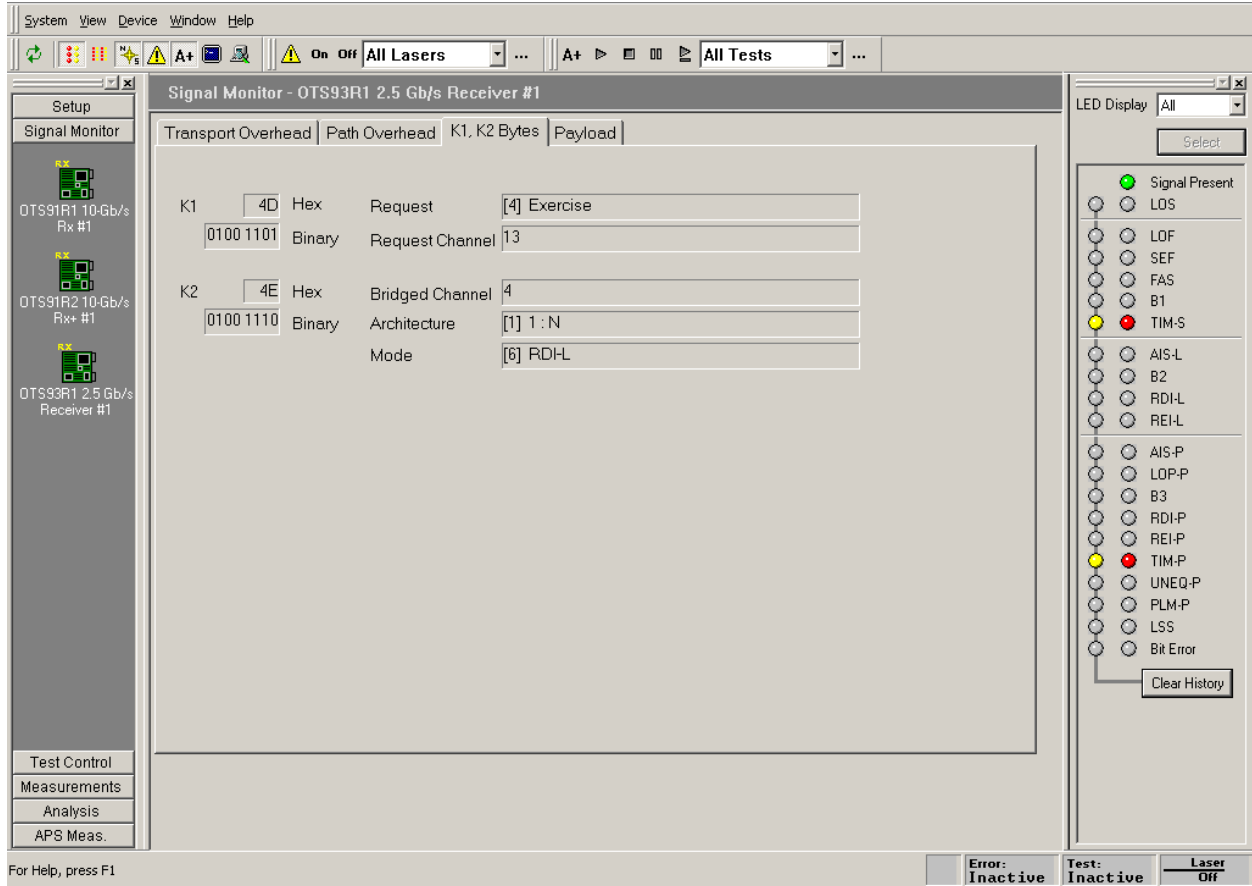 System View Device Window Help
A+ On Off All Lasers ... A+ All Tests ...
Setup
Signal Monitor
RX
OTS91R1 10-Gb/s
Rx #1
RX
OTS91R2 10-Gb/s
Rx+ #1
RX
OTS93R1 2.5 Gb/s
Receiver #1
Test Control
Measurements
Analysis
APS Meas.
Signal Monitor - OTS93R1 2.5 Gb/s Receiver #1
Transport Overhead Path Overhead K1, K2 Bytes Payload
K1 4D Hex Request [4] Exercise
0100 1101 Binary Request Channel 13
K2 4E Hex Bridged Channel 4
0100 1110 Binary Architecture [1] 1 : N
Mode [6] RDI-L
LED Display All
Select
Signal Present
LOS
LOF
SEF
FAS
B1
TIM-S
AIS-L
B2
RDI-L
REI-L
AIS-P
LOP-P
B3
RDI-P
REI-P
TIM-P
UNEQ-P
PLM-P
LSS
Bit Error
Clear History
For Help, press F1
Error:
Inactive
Test:
Inactive
Laser
Off